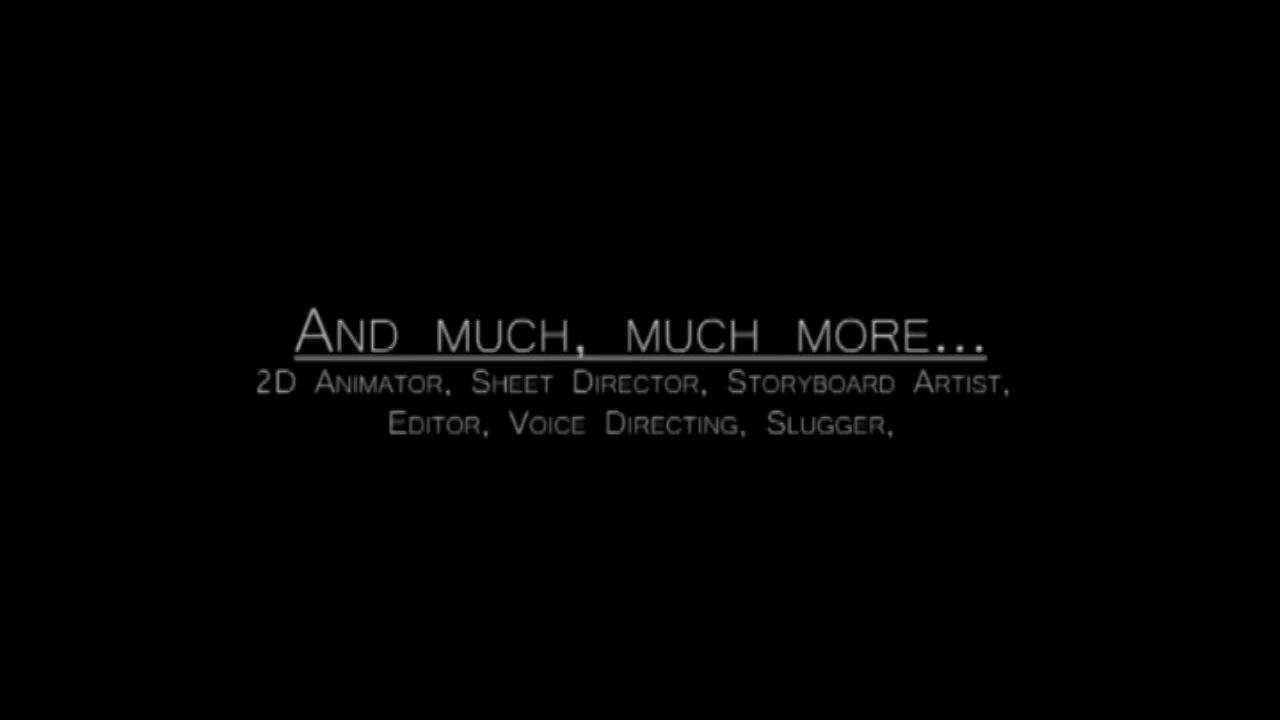 And much, much more...
2D Animator, Sheet Director, Storyboard Artist,
Editor, Voice Directing, Slugger,